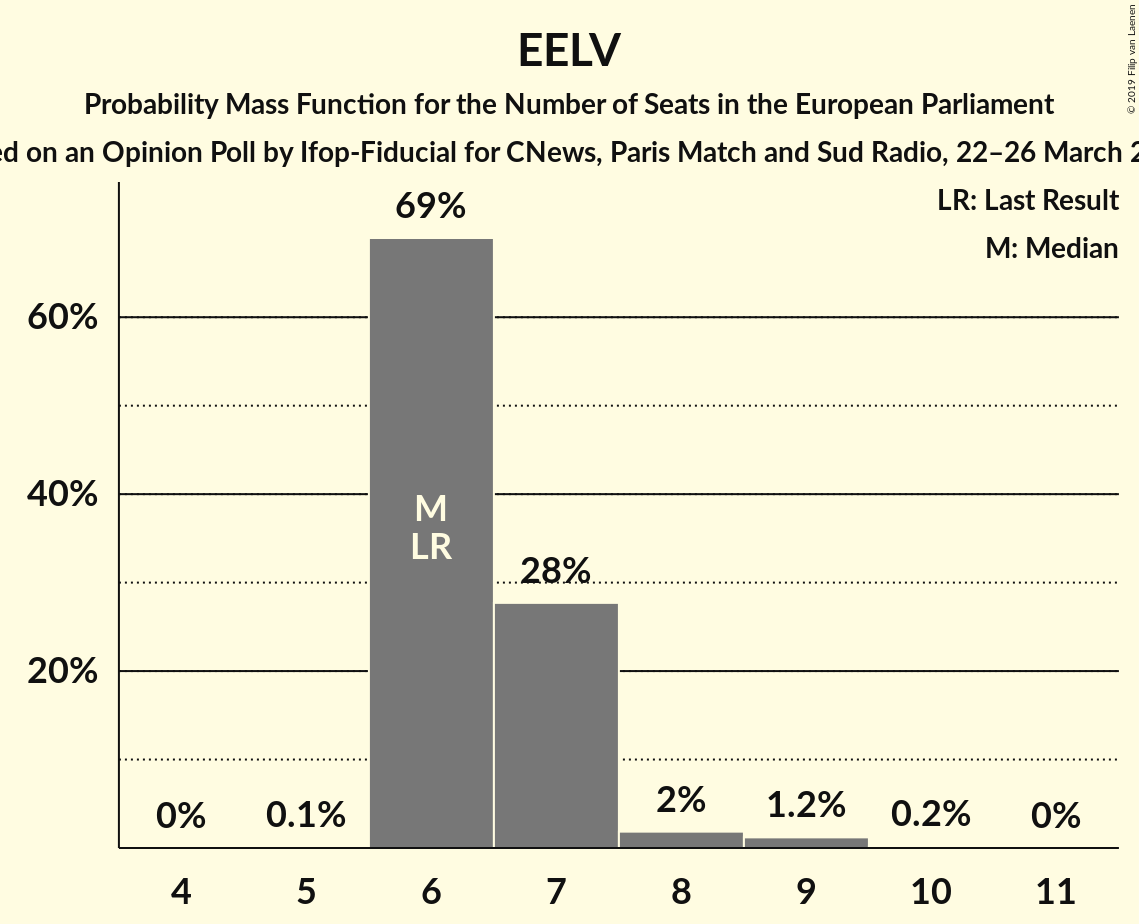 EELV
Probability Mass Function for the Number of Seats in the European Parliament
on an Opinion Poll by Ifop-Fiducial for CNews, Paris Match and Sud Radio, 22–26 March
© 2019 Filip van Laenen
LR: Last Result
M: Median
69%
60%
40%
M
LR
28%
20%
0%
0.1%
2%
1.2%
0.2%
0%
4
5
6
7
8
9
10
11